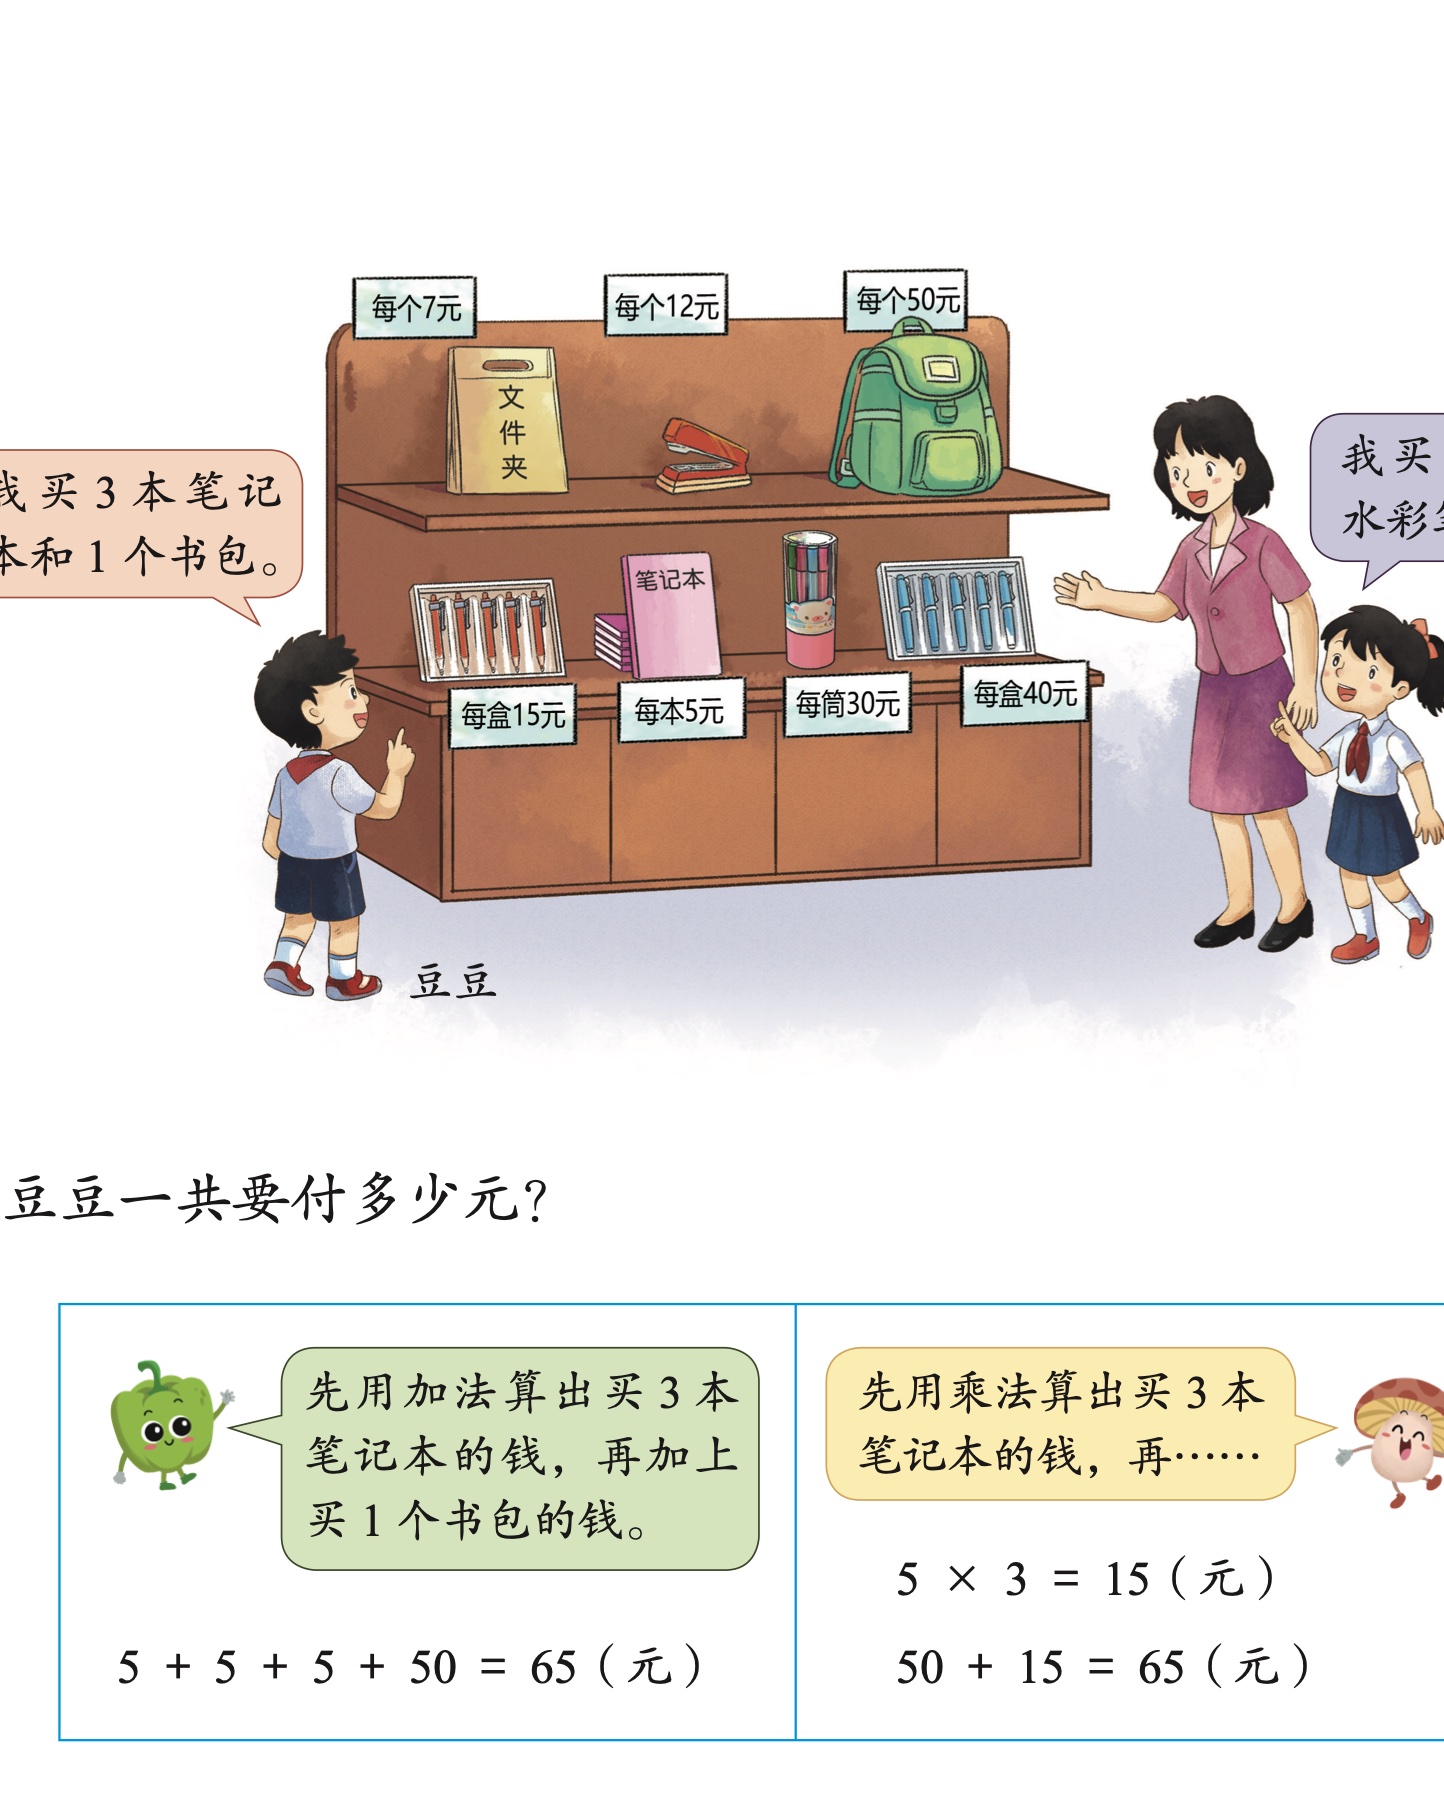 每个7元
每个12元
每个50元
文
件
夹
我买3本笔记
本和1个书包。
我买
水彩
笔记本
每盒15元
每本5元
每筒30元
每盒40元
豆豆
豆豆一共要付多少元?
先用加法算出买3本
笔记本的钱，再加上
买1个书包的钱。
5 + 5 + 5 + 50 = 65（元）
先用乘法算出买3本
笔记本的钱，再……
5 × 3 = 15（元）
50 + 15 = 65（元）